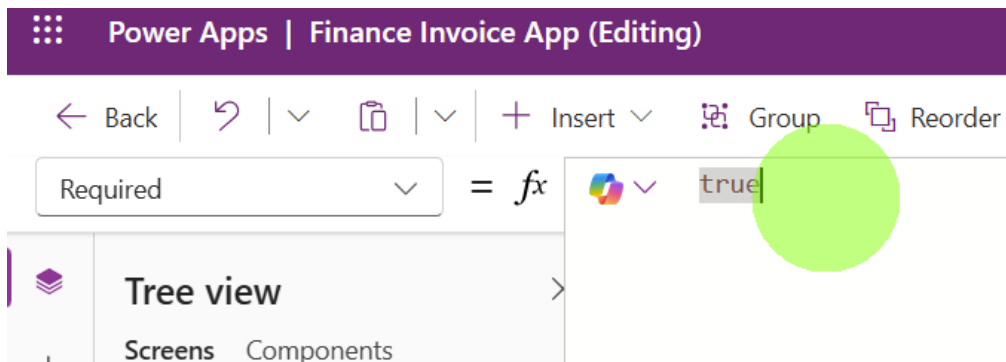 Power Apps | Finance Invoice App (Editing)
Back Insert Group Reorder
Required = fx true
Tree view
Screens Components